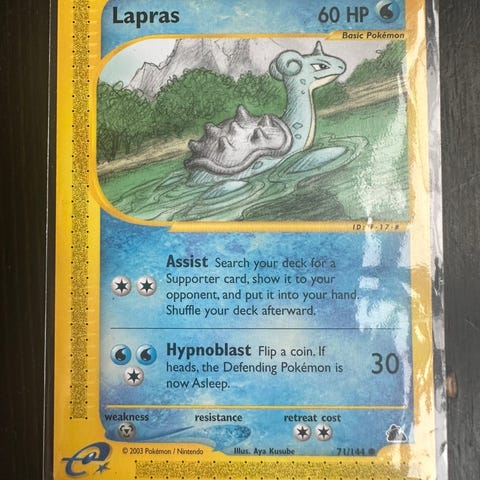 Lapras 60 HP
Basic Pokémon
Assist Search your deck for a
Supporter card, show it to your
opponent, and put it into your hand.
Shuffle your deck afterward.
Hypnoblast Flip a coin. If
heads, the Defending Pokémon is
now Asleep.
30
weakness resistance retreat cost
© 2003 Pokémon / Nintendo Illus. Aya Kusube 71/144